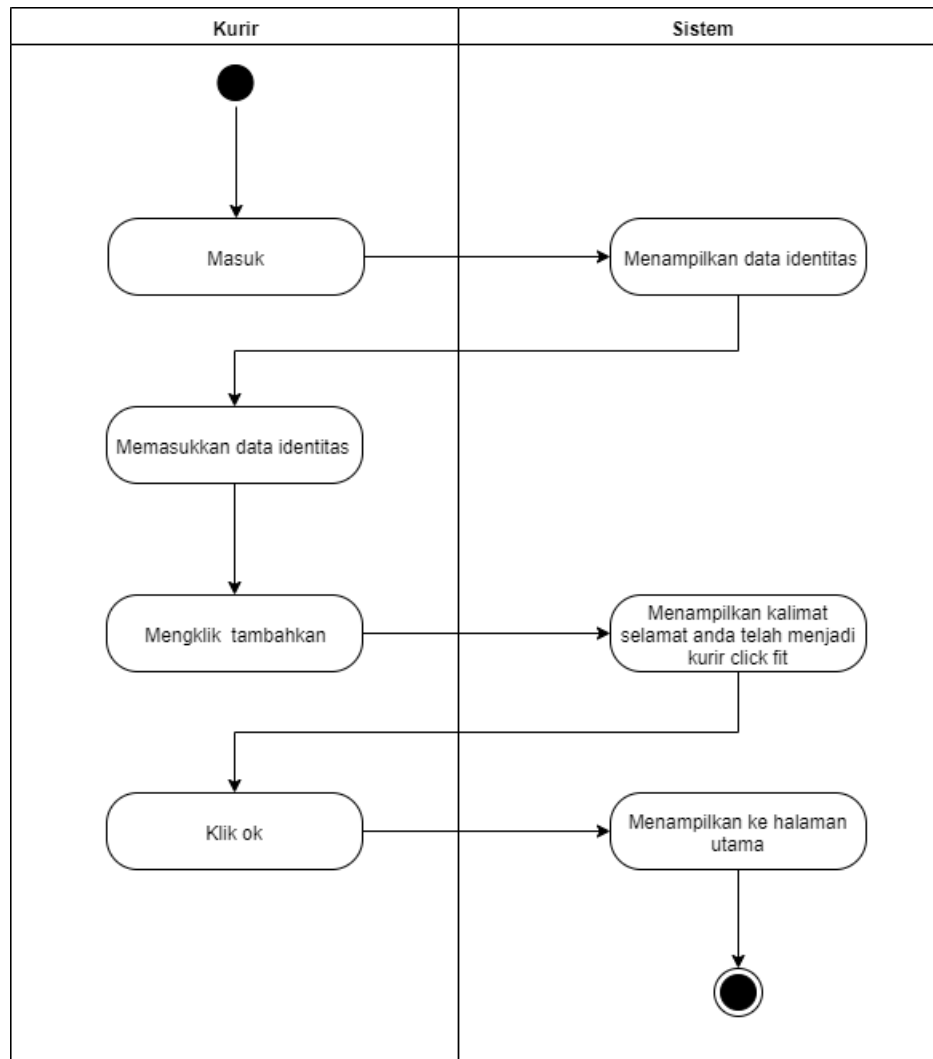 Kurir
Sistem
Masuk
Menampilkan data identitas
Memasukkan data identitas
Mengklik tambahkan
Menampilkan kalimat
selamat anda telah menjadi
kurir click fit
Klik ok
Menampilkan ke halaman
utama